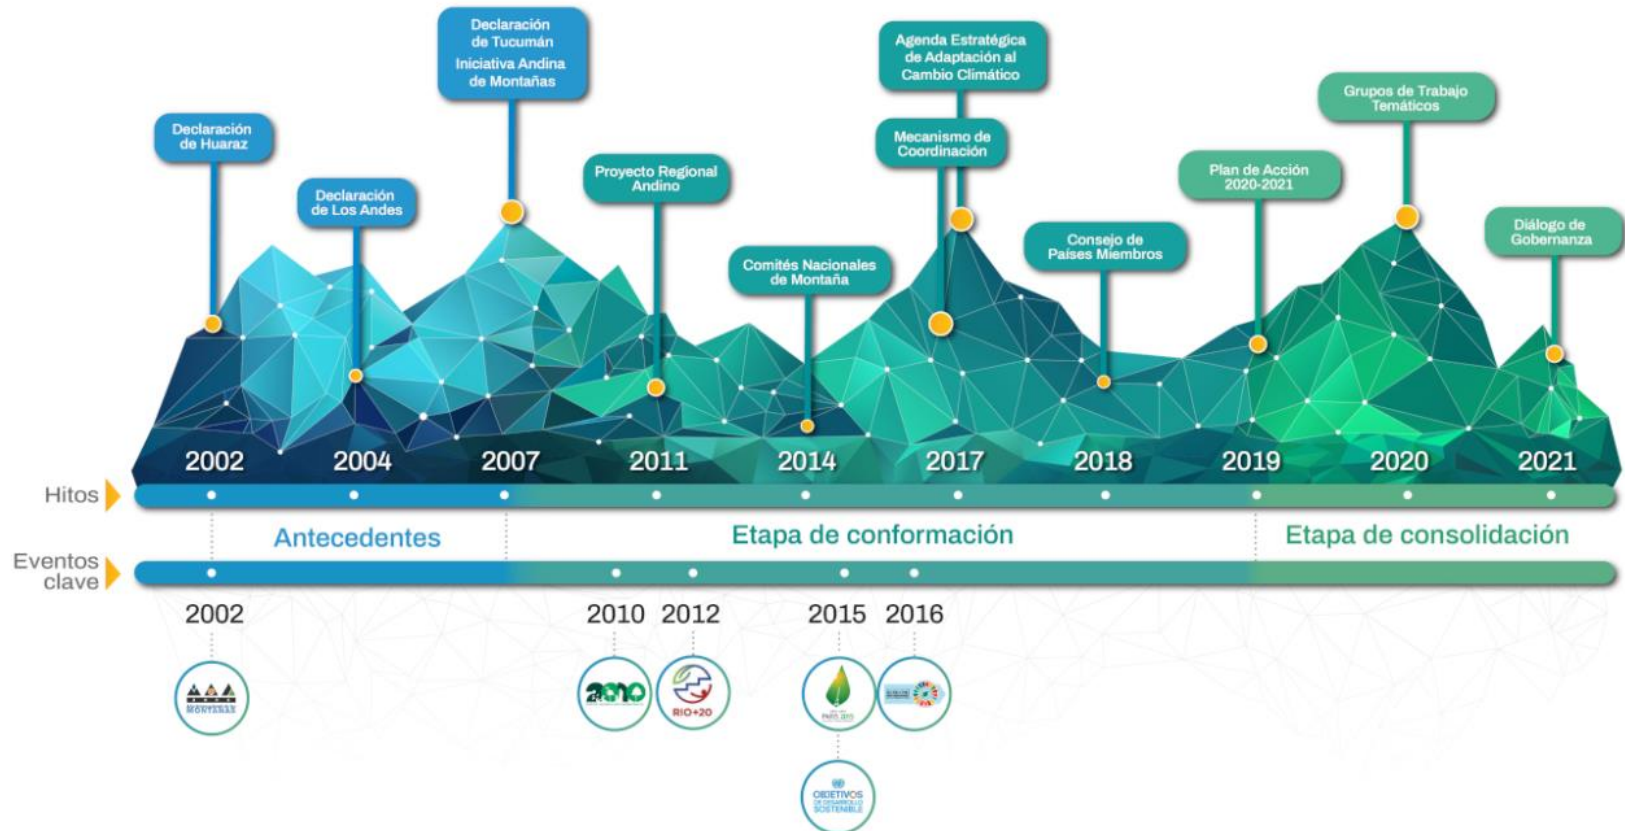 Declaración
de Tucumán
Iniciativa Andina
de Montañas
Agenda Estratégica
de Adaptación al
Cambio Climático
Grupos de Trabajo
Temáticos
Declaración
de Huaraz
Mecanismo de
Coordinación
Proyecto Regional
Andino
Plan de Acción
2020-2021
Declaración
de Los Andes
Diálogo de
Gobernanza
Consejo de
Países Miembros
Comités Nacionales
de Montaña
2002 2004 2007 2011 2014 2017 2018 2019 2020 2021
Hitos
Antecedentes Etapa de conformación Etapa de consolidación
Eventos
clave
2002 2010 2012 2015 2016
MONTAÑAS
2010
RIO+20
PARIS 2015
OBJETIVOS
DE DESARROLLO
SOSTENIBLE